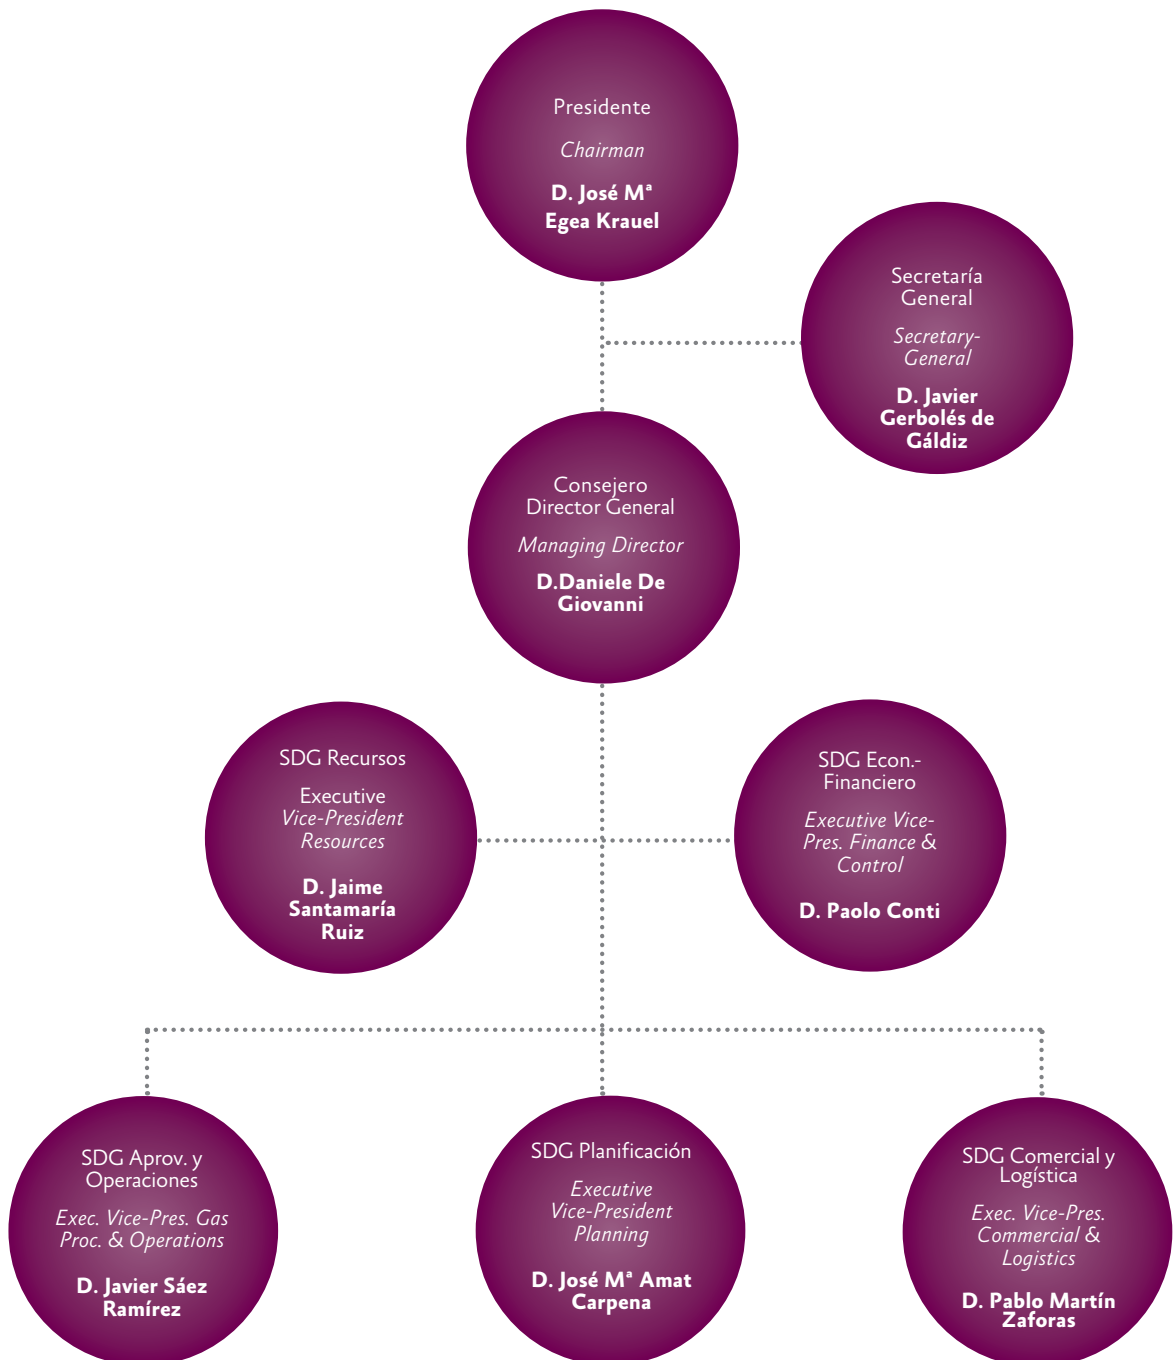 Presidente
Chairman
D. José Mª
Egea Krauel
Secretaría
General
Secretary-
General
D. Javier
Gerbolés de
Gáldiz
Consejero
Director General
Managing Director
D.Daniele De
Giovanni
SDG Recursos
Executive
Vice-President
Resources
D. Jaime
Santamaría
Ruiz
SDG Econ.-
Financiero
Executive Vice-
Pres. Finance &
Control
D. Paolo Conti
SDG Aprov. y
Operaciones
Exec. Vice-Pres. Gas
Proc. & Operations
D. Javier Sáez
Ramírez
SDG Planificación
Executive
Vice-President
Planning
D. José Mª Amat
Carpena
SDG Comercial y
Logística
Exec. Vice-Pres.
Commercial &
Logistics
D. Pablo Martín
Zaforas